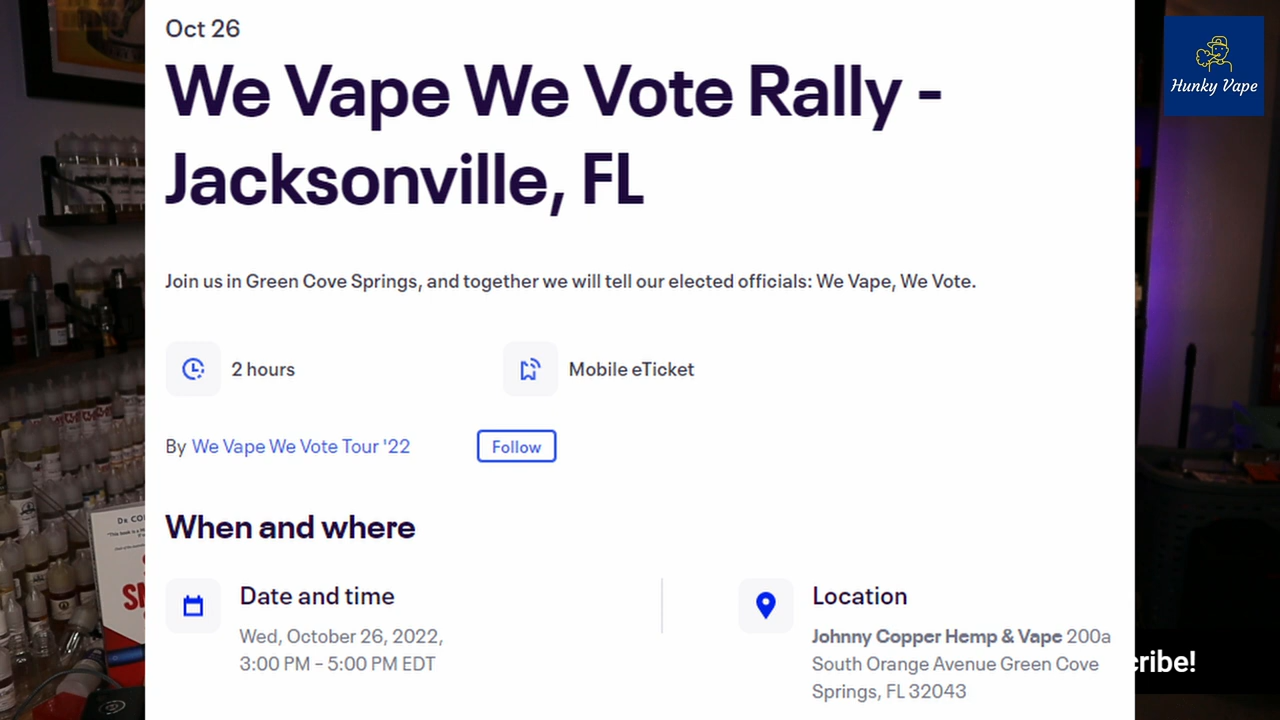 Oct 26
We Vape We Vote Rally -
Jacksonville, FL
Join us in Green Cove Springs, and together we will tell our elected officials: We Vape, We Vote.
2 hours
Mobile eTicket
By We Vape We Vote Tour '22
Follow
When and where
Date and time
Wed, October 26, 2022,
3:00 PM - 5:00 PM EDT
Location
Johnny Copper Hemp & Vape 200a
South Orange Avenue Green Cove
Springs, FL 32043
Hunky Vape
cribe!